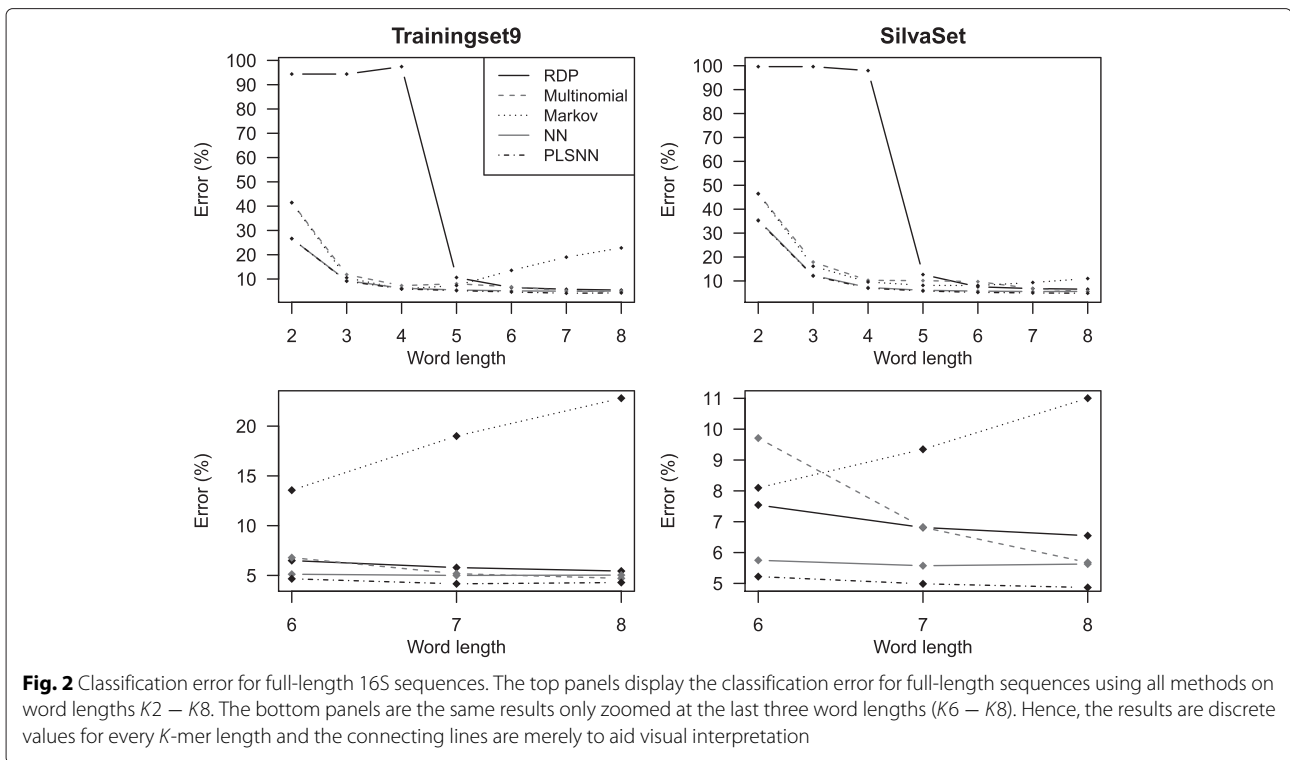 Trainingset9
SilvaSet
100
90
80
70
60
50
40
30
20
10
Error (%)
RDP
Multinomial
Markov
NN
PLSNN
2 3 4 5 6 7 8
Word length
100
90
80
70
60
50
40
30
20
10
Error (%)
2 3 4 5 6 7 8
Word length
20
15
10
5
Error (%)
6 7 8
Word length
11
10
9
8
7
6
5
Error (%)
6 7 8
Word length
Fig. 2 Classification error for full-length 16S sequences. The top panels display the classification error for full-length sequences using all methods on
word lengths K2 − K8. The bottom panels are the same results only zoomed at the last three word lengths (K6 − K8). Hence, the results are discrete
values for every K-mer length and the connecting lines are merely to aid visual interpretation